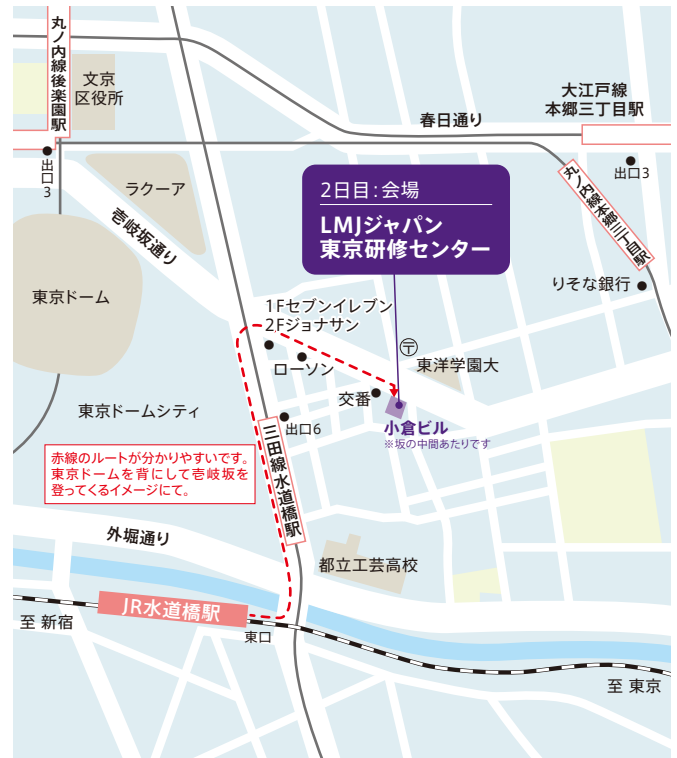 丸ノ内線後楽園駅
文京
区役所
大江戸線
本郷三丁目駅
春日通り
出口3
出口3
ラクーア
丸ノ内線本郷三丁目駅
2日目:会場
LMJジャパン
東京研修センター
壱岐坂通り
りそな銀行
東京ドーム
1Fセブンイレブン
2Fジョナサン
〒
東洋学園大
ローソン
交番
東京ドームシティ
出口6
小倉ビル
※坂の中間あたりです
三田線水道橋駅
赤線のルートが分かりやすいです。
東京ドームを背にして壱岐坂を
登ってくるイメージにて。
外堀通り
都立工芸高校
JR水道橋駅
至 新宿
東口
至 東京